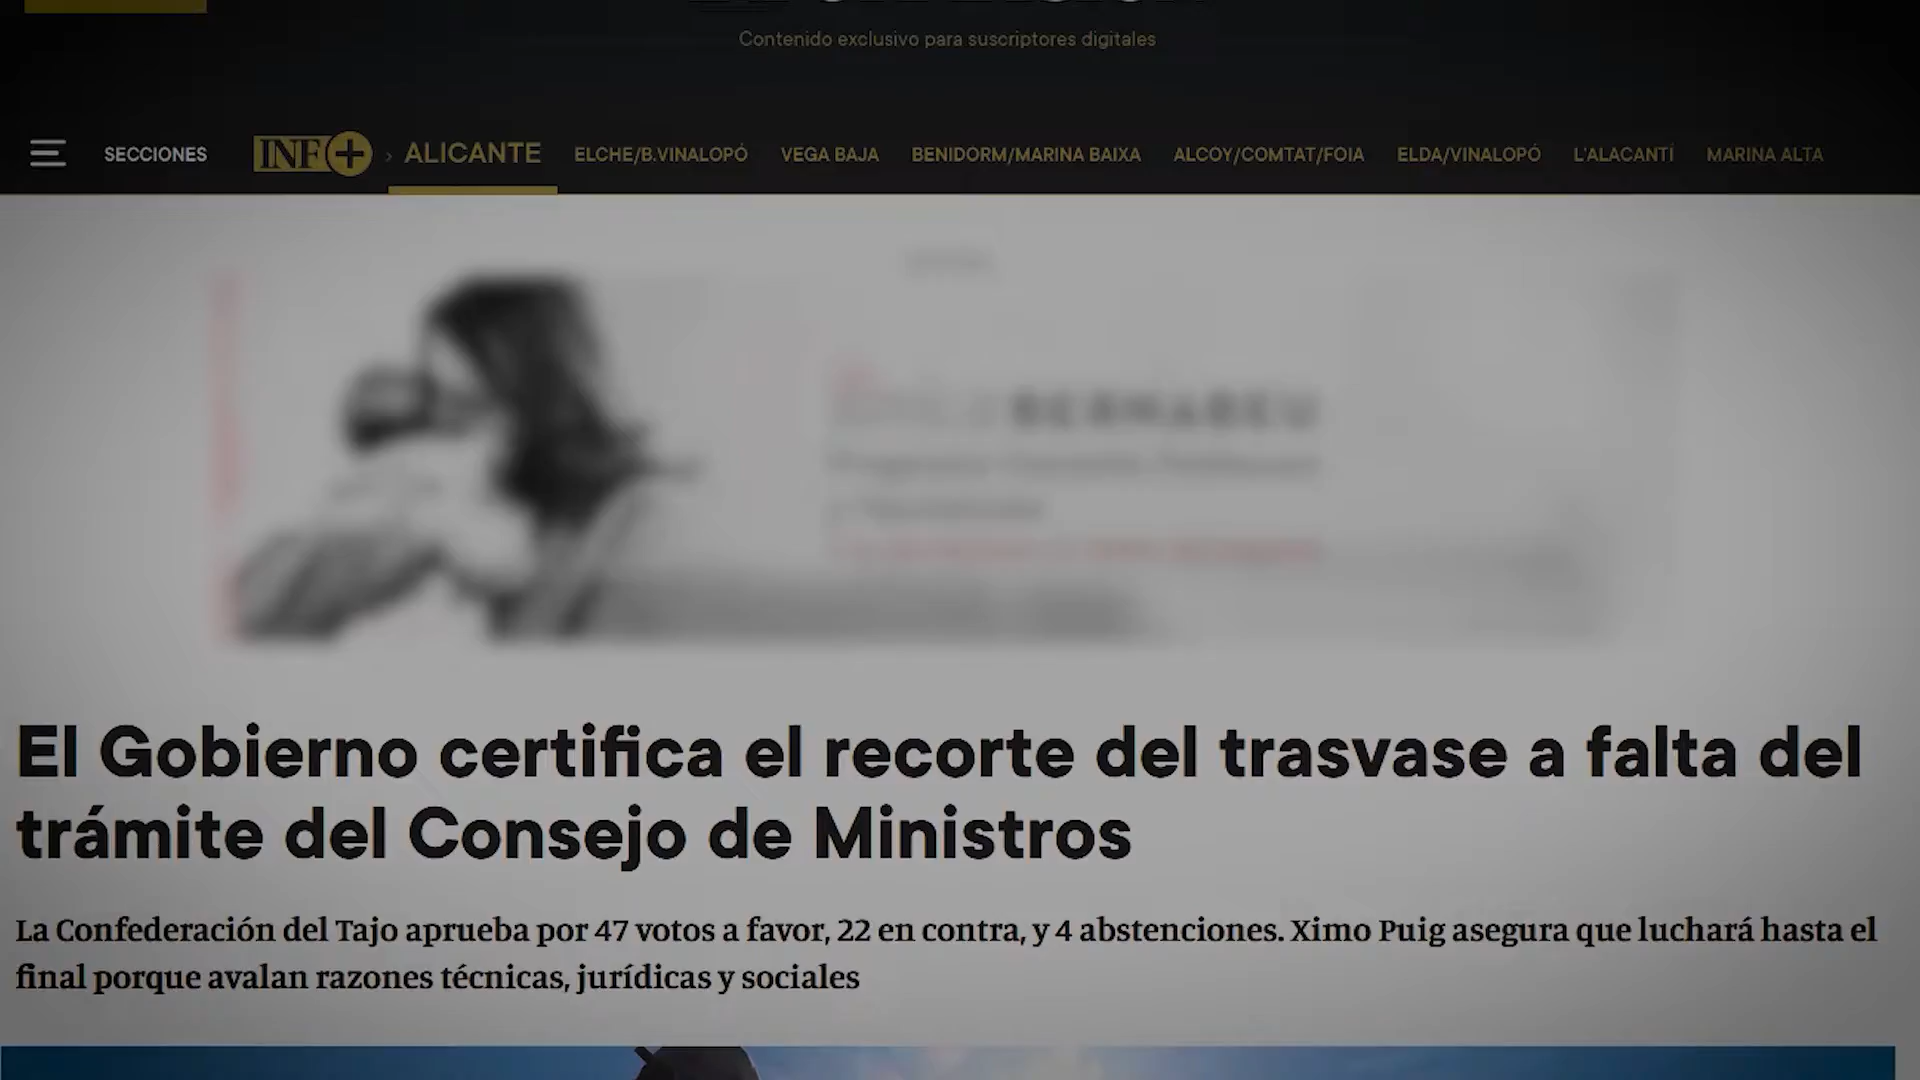 Contenido exclusivo para suscriptores digitales
SECCIONES INF+ › ALICANTE ELCHE/B.VINALOPÓ VEGA BAJA BENIDORM/MARINA BAIXA ALCOY/COMTAT/FOIA ELDA/VINALOPÓ L'ALACANTÍ MARINA ALTA
BERNABEU
El Gobierno certifica el recorte del trasvase a falta del
trámite del Consejo de Ministros
La Confederación del Tajo aprueba por 47 votos a favor, 22 en contra, y 4 abstenciones. Ximo Puig asegura que luchará hasta el
final porque avalan razones técnicas, jurídicas y sociales